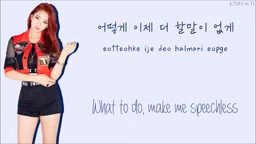 JOYREACH
어떻게 이제 더 할말이 없게
eotteohke ije deo halmari eopge
What to do, make me speechless